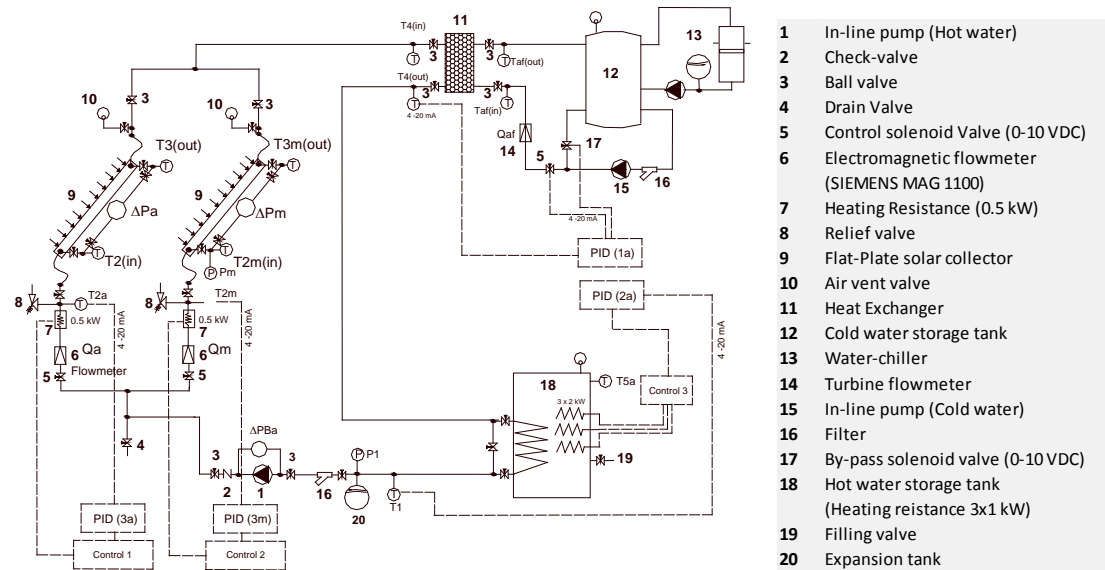 T4(in)
11
13
10
3
10
3
3
3
Taf(out)
T
T
12
T4(out)
T3(out)
T3m(out)
3
3
Taf(in)
T
T
4 -20 mA
T
T
Qaf
14
17
9
9
5
ΔPa
ΔPm
15
16
T
T
T2(in)
T2m(in)
4 -20 mA
PID (1a)
P
Pm
PID (2a)
8
T2a
8
T2m
T
7
0.5 kW
7
0.5 kW
4 -20 mA
4 -20 mA
4 -20 mA
6
Qa
6
Qm
Flowmeter
5
5
18
T
T5a
3 x 2 kW
Control 3
4
ΔPBa
3
3
P
P1
19
2
1
16
T
T1
20
PID (3a)
PID (3m)
Control 1
Control 2
1 In-line pump (Hot water)
2 Check-valve
3 Ball valve
4 Drain Valve
5 Control solenoid Valve (0-10 VDC)
6 Electromagnetic flowmeter
(SIEMENS MAG 1100)
7 Heating Resistance (0.5 kW)
8 Relief valve
9 Flat-Plate solar collector
10 Air vent valve
11 Heat Exchanger
12 Cold water storage tank
13 Water-chiller
14 Turbine flowmeter
15 In-line pump (Cold water)
16 Filter
17 By-pass solenoid valve (0-10 VDC)
18 Hot water storage tank
(Heating reistance 3x1 kW)
19 Filling valve
20 Expansion tank